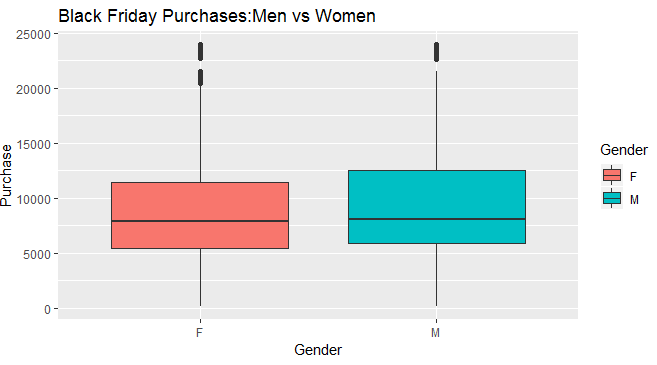 Black Friday Purchases:Men vs Women
25000
20000
15000
10000
5000
0
Purchase
F
M
Gender
Gender
F
M